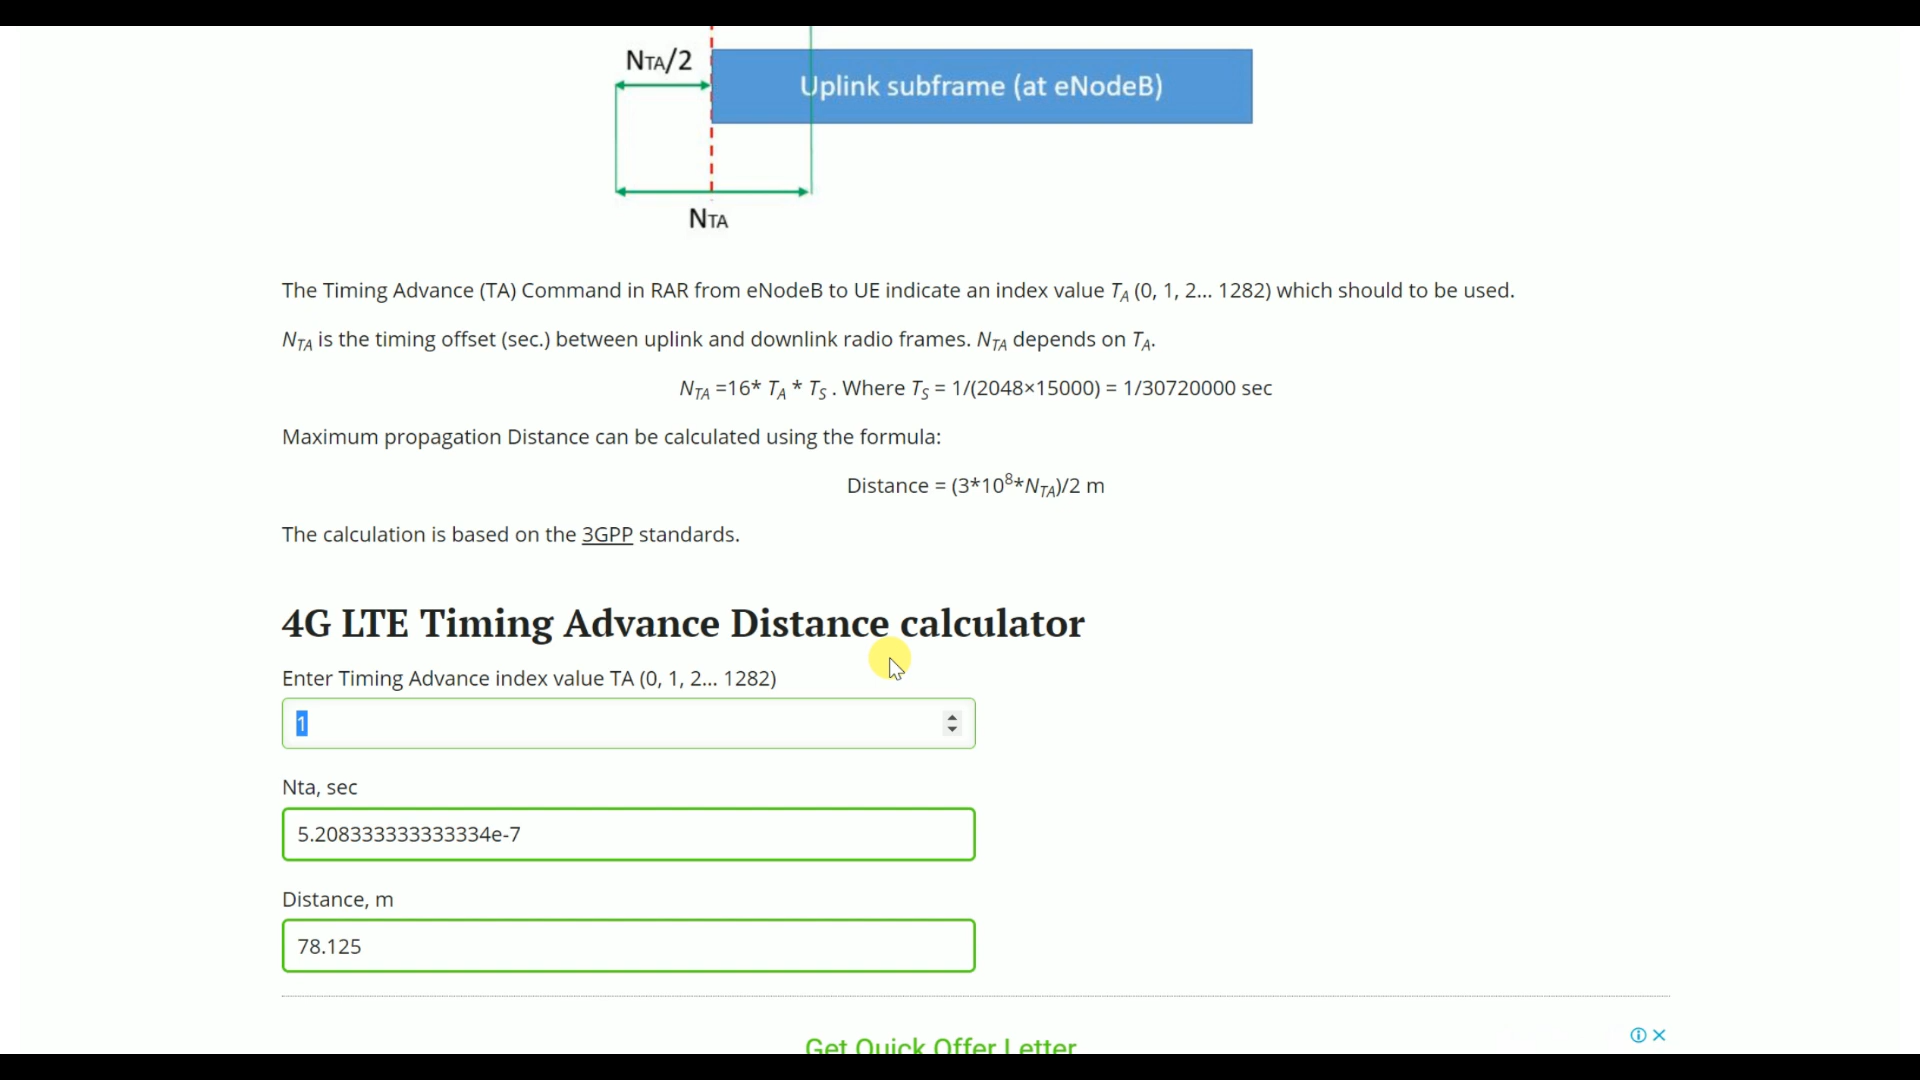 NTA/2
Uplink subframe (at eNodeB)
NTA
The Timing Advance (TA) Command in RAR from eNodeB to UE indicate an index value TA (0, 1, 2... 1282) which should to be used.
NTA is the timing offset (sec.) between uplink and downlink radio frames. NTA depends on TA.
NTA =16* TA * TS . Where TS = 1/(2048×15000) = 1/30720000 sec
Maximum propagation Distance can be calculated using the formula:
Distance = (3*10⁸*NTA)/2 m
The calculation is based on the 3GPP standards.
4G LTE Timing Advance Distance calculator
Enter Timing Advance index value TA (0, 1, 2... 1282)
1
Nta, sec
5.208333333333334e-7
Distance, m
78.125
Get Quick Offer Letter